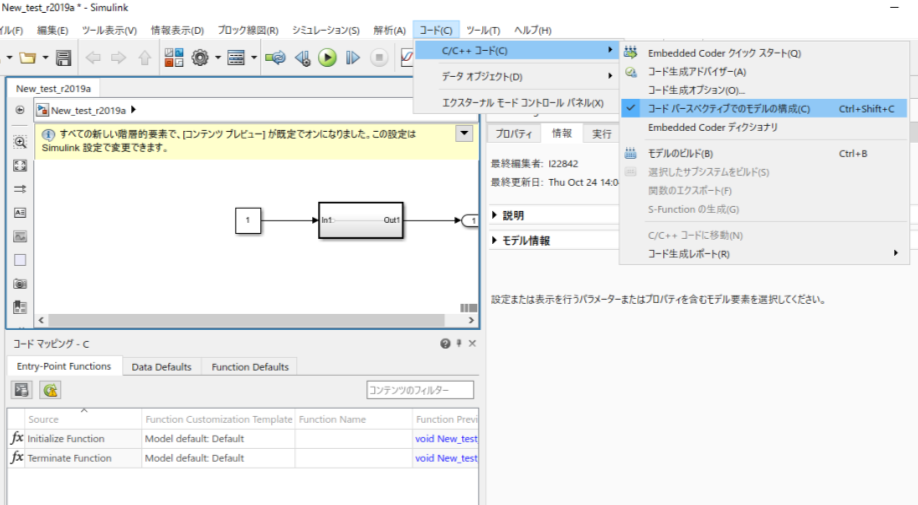 New_test_r2019a * - Simulink
イル(F) 編集(E) ツール表示(V) 情報表示(D) ブロック線図(R) シミュレーション(S) 解析(A) コード(C) ツール(T) ヘルプ(H)
C/C++ コード(C)
データ オブジェクト(D)
エクスターナル モード コントロール パネル(X)
Embedded Coder クイック スタート(Q)
コード生成アドバイザー(A)
コード生成オプション(O)...
コード パースペクティブでのモデルの構成(C) Ctrl+Shift+C
Embedded Coder ディクショナリ
モデルのビルド(B) Ctrl+B
選択したサブシステムをビルド(S)
関数のエクスポート(F)
S-Function の生成(G)
C/C++ コードに移動(N)
コード生成レポート(R)
New_test_r2019a
New_test_r2019a
すべての新しい階層的要素で、[コンテンツ プレビュー] が既定でオンになりました。この設定は
Simulink 設定で変更できます。
1
In1
Out1
1
プロパティ 情報 実行
最終編集者: I22842
最終更新日: Thu Oct 24 14:0
説明
モデル情報
設定または表示を行うパラメーターまたはプロパティを含むモデル要素を選択してください。
コード マッピング - C
Entry-Point Functions Data Defaults Function Defaults
コンテンツのフィルター
Source Function Customization Template Function Name Function Previ
fx Initialize Function Model default: Default void New_test
fx Terminate Function Model default: Default void New_test